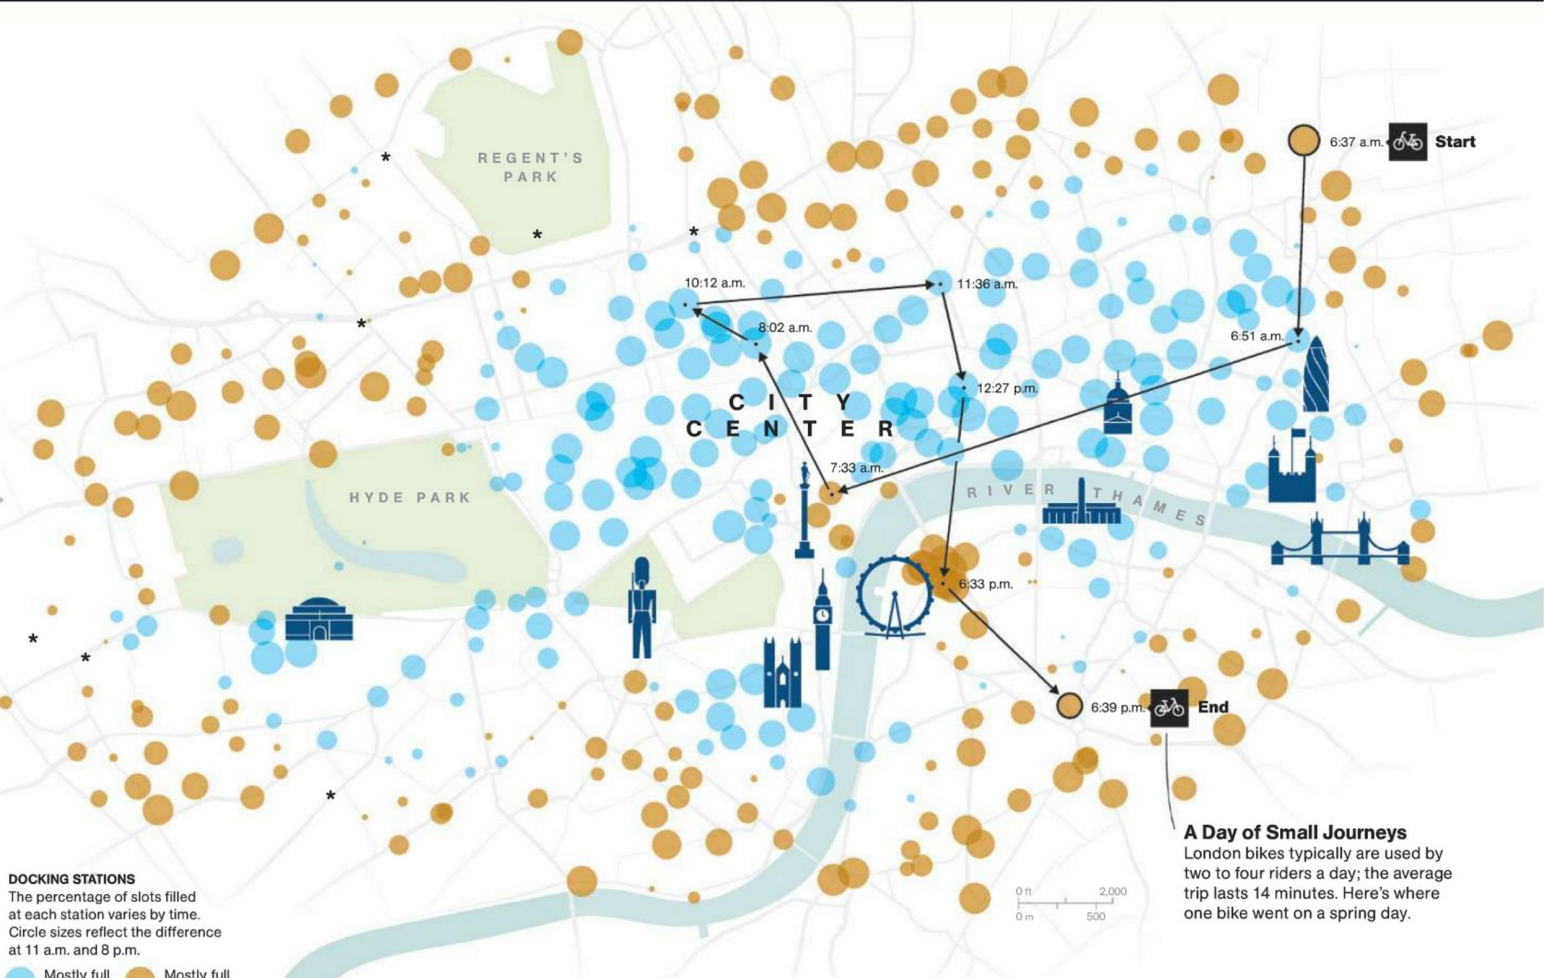 REGENT'S
PARK
6:37 a.m.
Start
10:12 a.m.
11:36 a.m.
8:02 a.m.
6:51 a.m.
12:27 p.m.
CITY
CENTER
7:33 a.m.
HYDE PARK
RIVER THAMES
6:33 p.m.
6:39 p.m.
End
A Day of Small Journeys
London bikes typically are used by
two to four riders a day; the average
trip lasts 14 minutes. Here's where
one bike went on a spring day.
DOCKING STATIONS
The percentage of slots filled
at each station varies by time.
Circle sizes reflect the difference
at 11 a.m. and 8 p.m.
0 ft 2,000
0 m 500
Mostly full Mostly full